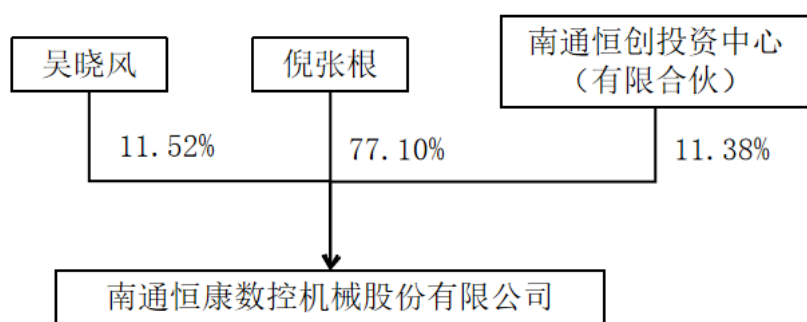 吴晓风
倪张根
南通恒创投资中心
（有限合伙）
11.52%
77.10%
11.38%
南通恒康数控机械股份有限公司